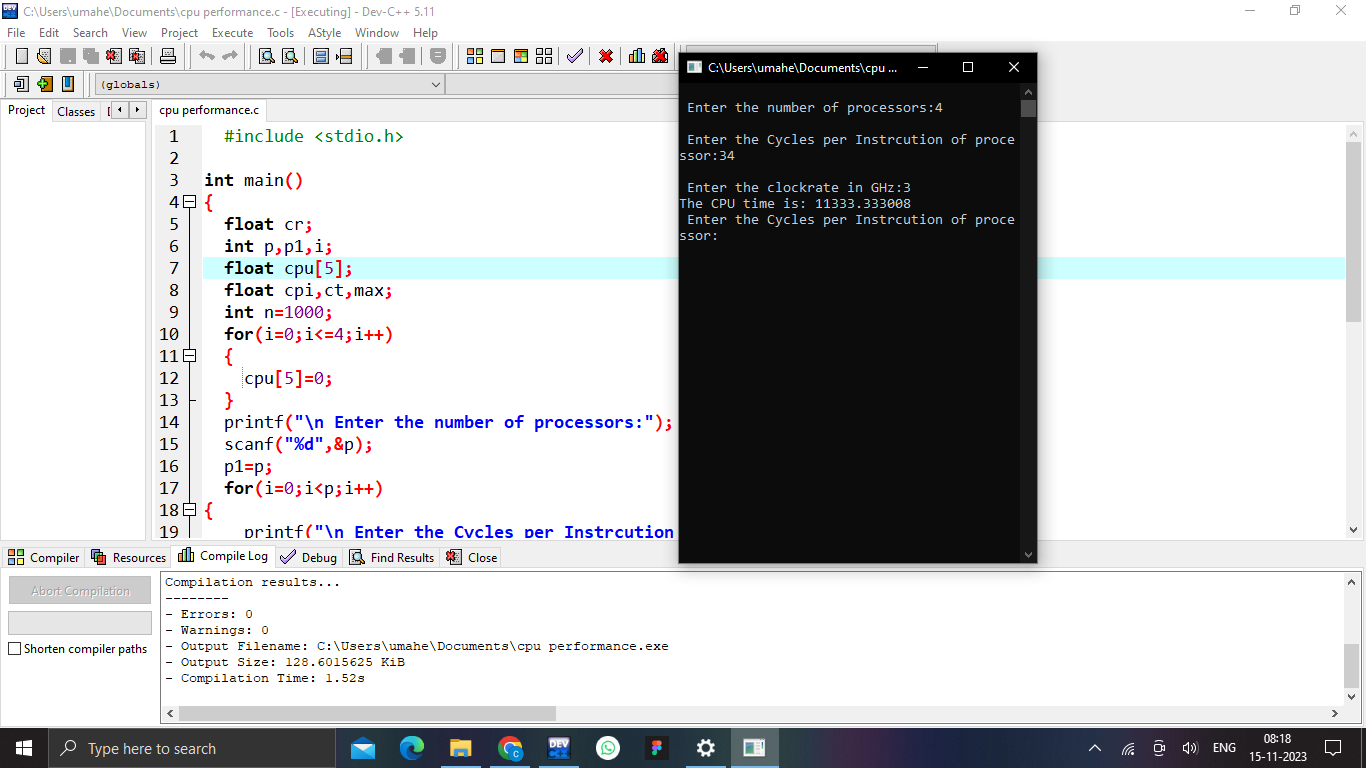 C:\Users\umahe\Documents\cpu performance.c - [Executing] - Dev-C++ 5.11
File Edit Search View Project Execute Tools AStyle Window Help
(globals)
Project Classes
cpu performance.c
1 #include <stdio.h>
2
3 int main()
4 {
5 float cr;
6 int p,p1,i;
7 float cpu[5];
8 float cpi,ct,max;
9 int n=1000;
10 for(i=0;i<=4;i++)
11 {
12 cpu[5]=0;
13 }
14 printf("\n Enter the number of processors:");
15 scanf("%d",&p);
16 p1=p;
17 for(i=0;i<p;i++)
18 {
19 printf("\n Enter the Cycles per Instrcution
C:\Users\umahe\Documents\cpu ...
Enter the number of processors:4
Enter the Cycles per Instrcution of proce
ssor:34
Enter the clockrate in GHz:3
The CPU time is: 11333.333008
Enter the Cycles per Instrcution of proce
ssor:
Compiler Resources Compile Log Debug Find Results Close
Abort Compilation
Shorten compiler paths
Compilation results...
--------
- Errors: 0
- Warnings: 0
- Output Filename: C:\Users\umahe\Documents\cpu performance.exe
- Output Size: 128.6015625 KiB
- Compilation Time: 1.52s
Type here to search
DEV
ENG
08:18
15-11-2023